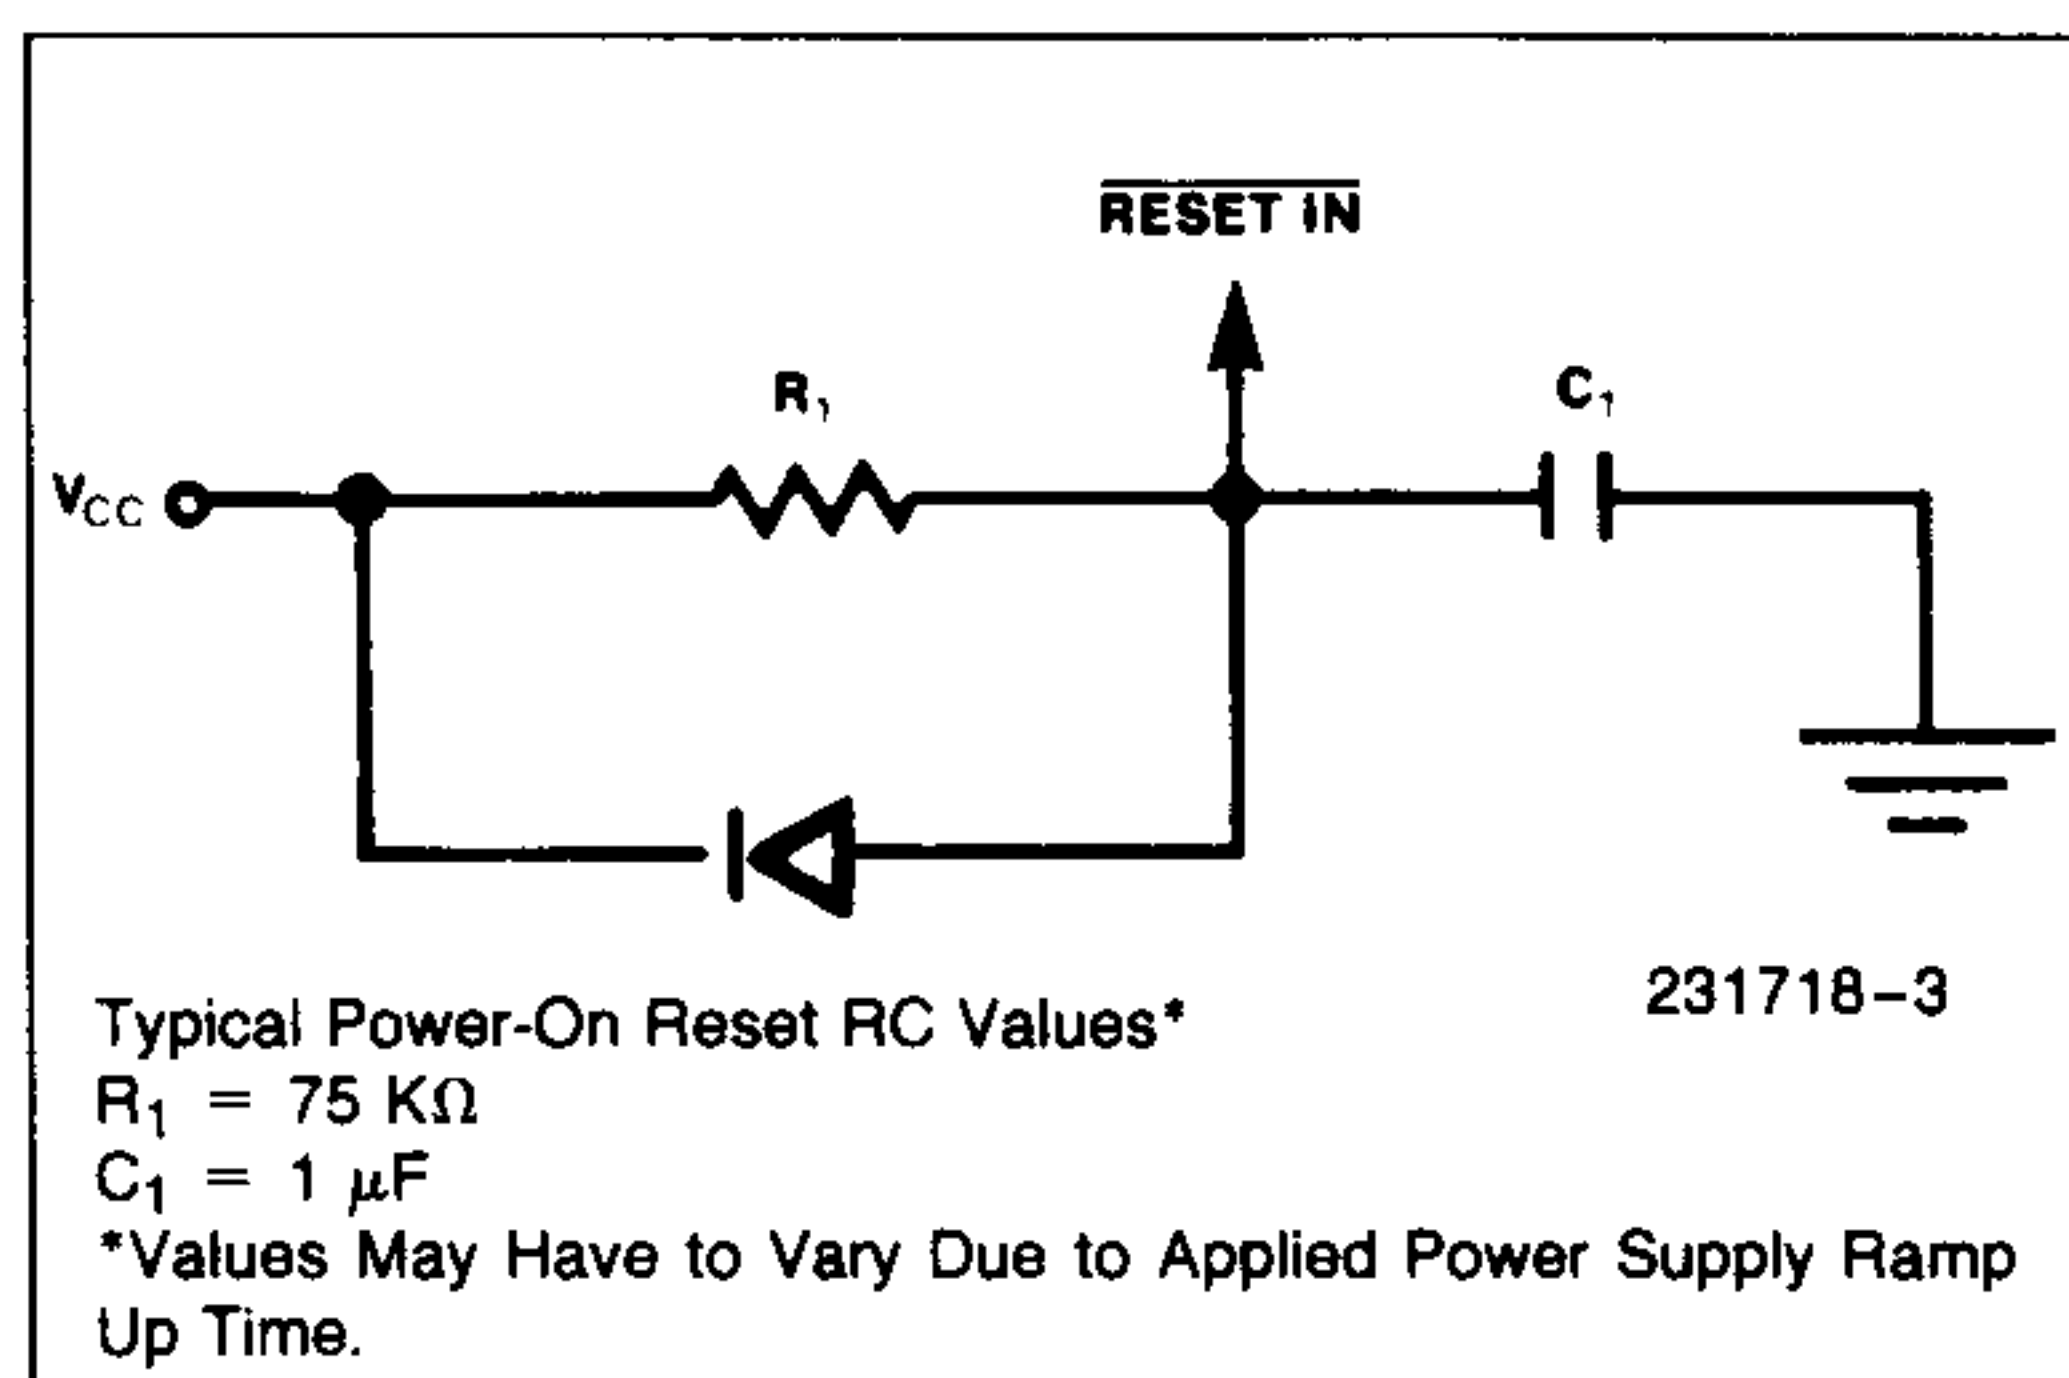 RESET IN
R₁
C₁
VCC
231718–3
Typical Power-On Reset RC Values*
R₁ = 75 KΩ
C₁ = 1 μF
*Values May Have to Vary Due to Applied Power Supply Ramp
Up Time.